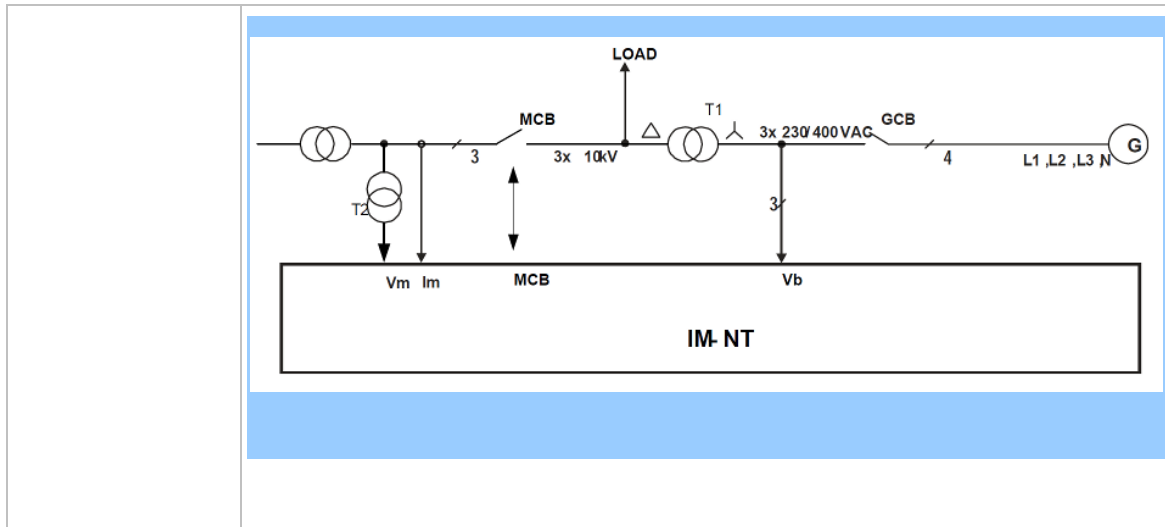 LOAD
T1
MCB
GCB
3x 230/400VAC
3
3x 10kV
4
L1 ,L2 ,L3 ,N
G
T2
3
Vm Im
MCB
Vb
IM- NT